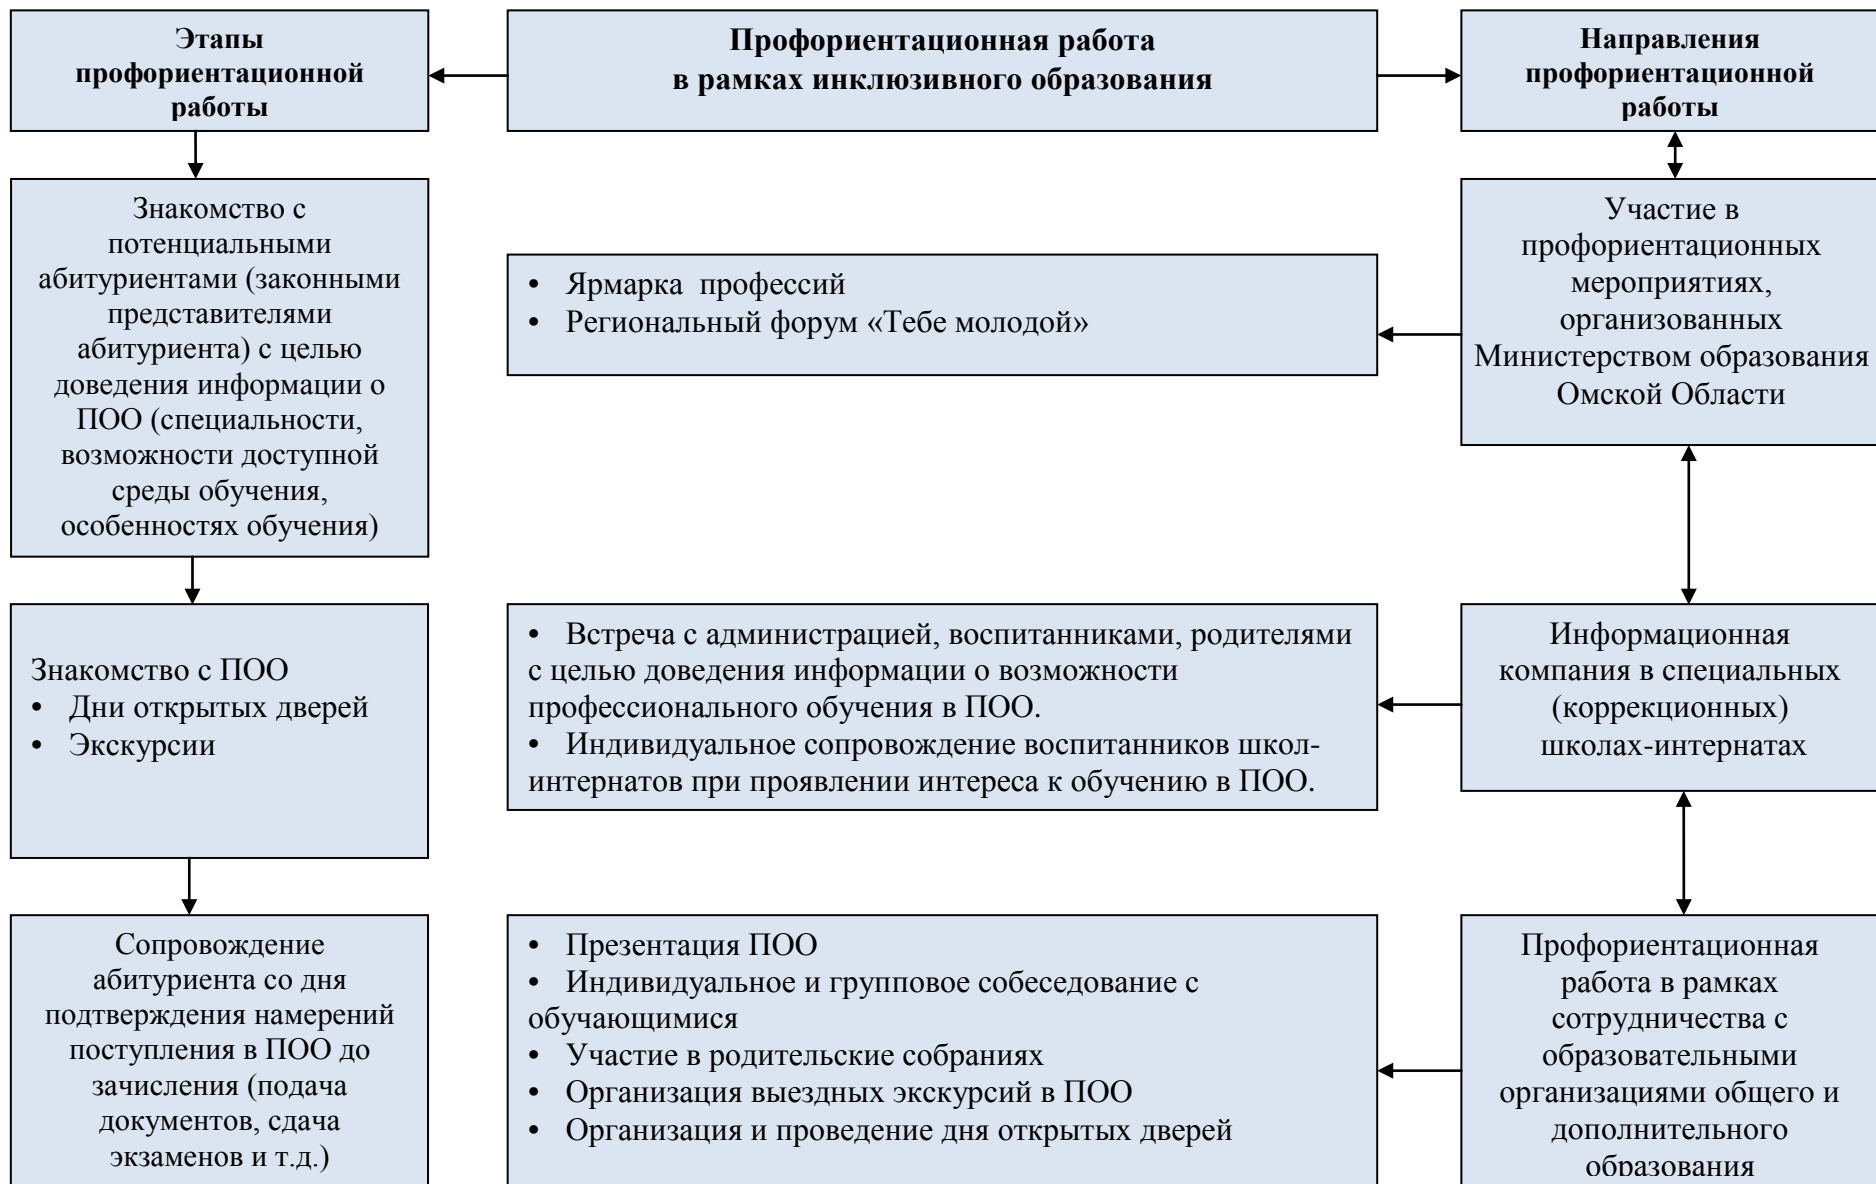 Этапы
профориентационной
работы
Профориентационная работа
в рамках инклюзивного образования
Направления
профориентационной
работы
Знакомство с
потенциальными
абитуриентами (законными
представителями
абитуриента) с целью
доведения информации о
ПОО (специальности,
возможности доступной
среды обучения,
особенностях обучения)
• Ярмарка профессий
• Региональный форум «Тебе молодой»
Участие в
профориентационных
мероприятиях,
организованных
Министерством образования
Омской Области
Знакомство с ПОО
• Дни открытых дверей
• Экскурсии
• Встреча с администрацией, воспитанниками, родителями
с целью доведения информации о возможности
профессионального обучения в ПОО.
• Индивидуальное сопровождение воспитанников школ-
интернатов при проявлении интереса к обучению в ПОО.
Информационная
компания в специальных
(коррекционных)
школах-интернатах
Сопровождение
абитуриента со дня
подтверждения намерений
поступления в ПОО до
зачисления (подача
документов, сдача
экзаменов и т.д.)
• Презентация ПОО
• Индивидуальное и групповое собеседование с
обучающимися
• Участие в родительские собраниях
• Организация выездных экскурсий в ПОО
• Организация и проведение дня открытых дверей
Профориентационная
работа в рамках
сотрудничества с
образовательными
организациями общего и
дополнительного
образования